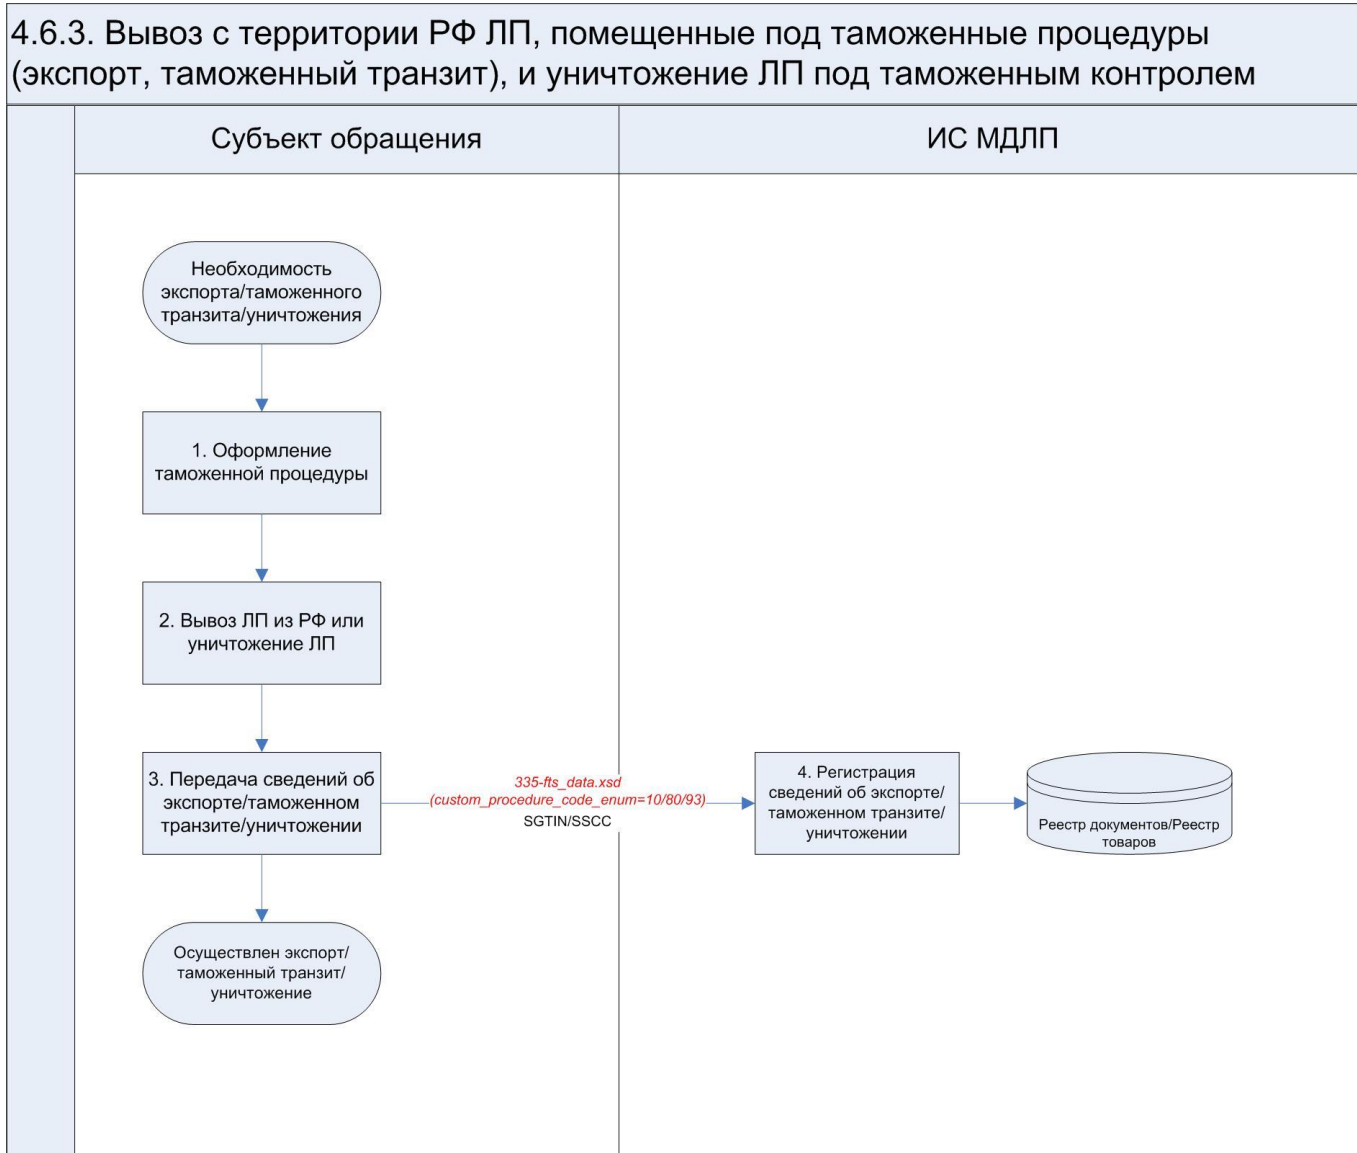 4.6.3. Вывоз с территории РФ ЛП, помещенные под таможенные процедуры
(экспорт, таможенный транзит), и уничтожение ЛП под таможенным контролем
Субъект обращения
ИС МДЛП
Необходимость
экспорта/таможенного
транзита/уничтожения
1. Оформление
таможенной процедуры
2. Вывоз ЛП из РФ или
уничтожение ЛП
3. Передача сведений об
экспорте/таможенном
транзите/уничтожении
335-fts_data.xsd
(custom_procedure_code_enum=10/80/93)
SGTIN/SSCC
4. Регистрация
сведений об экспорте/
таможенном транзите/
уничтожении
Реестр документов/Реестр
товаров
Осуществлен экспорт/
таможенный транзит/
уничтожение